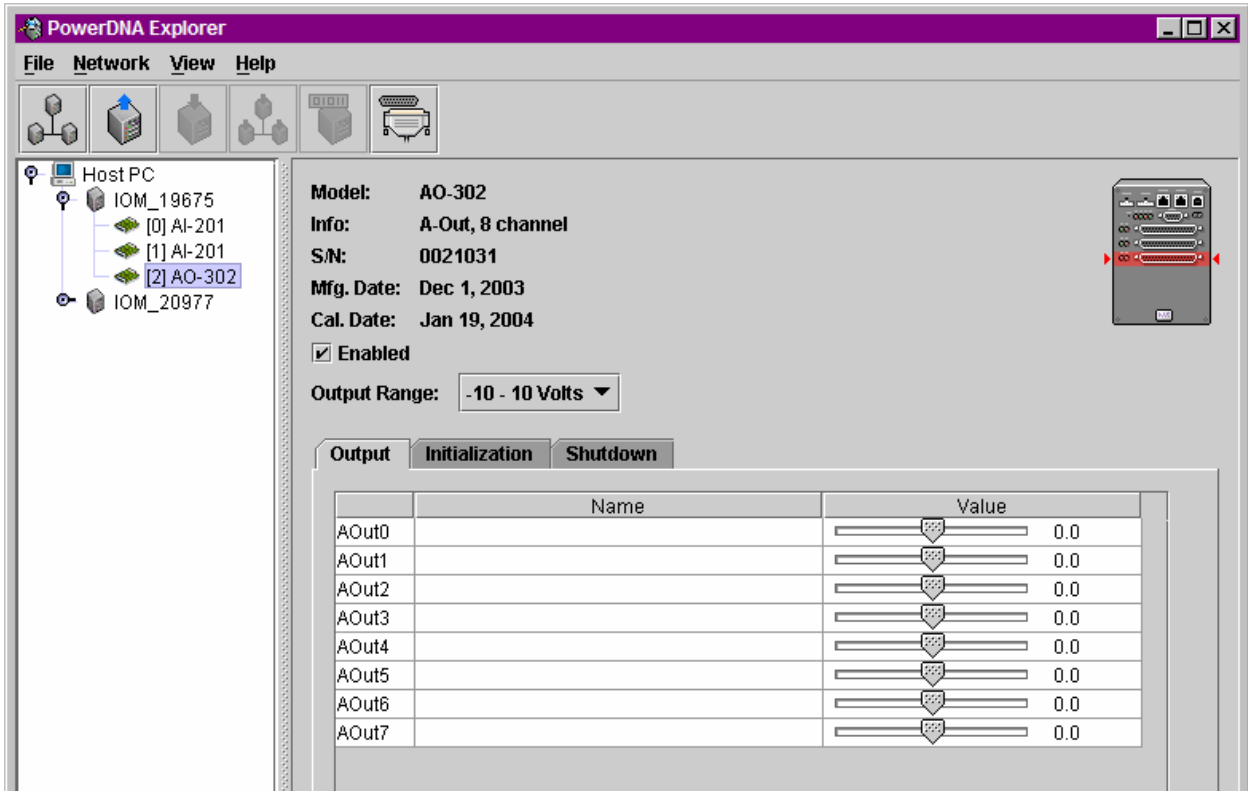 PowerDNA Explorer
File Network View Help
Host PC
IOM_19675
[0] AI-201
[1] AI-201
[2] AO-302
IOM_20977
Model: AO-302
Info: A-Out, 8 channel
S/N: 0021031
Mfg. Date: Dec 1, 2003
Cal. Date: Jan 19, 2004
Enabled
Output Range: -10 - 10 Volts
Output Initialization Shutdown
Name Value
AOut0 0.0
AOut1 0.0
AOut2 0.0
AOut3 0.0
AOut4 0.0
AOut5 0.0
AOut6 0.0
AOut7 0.0